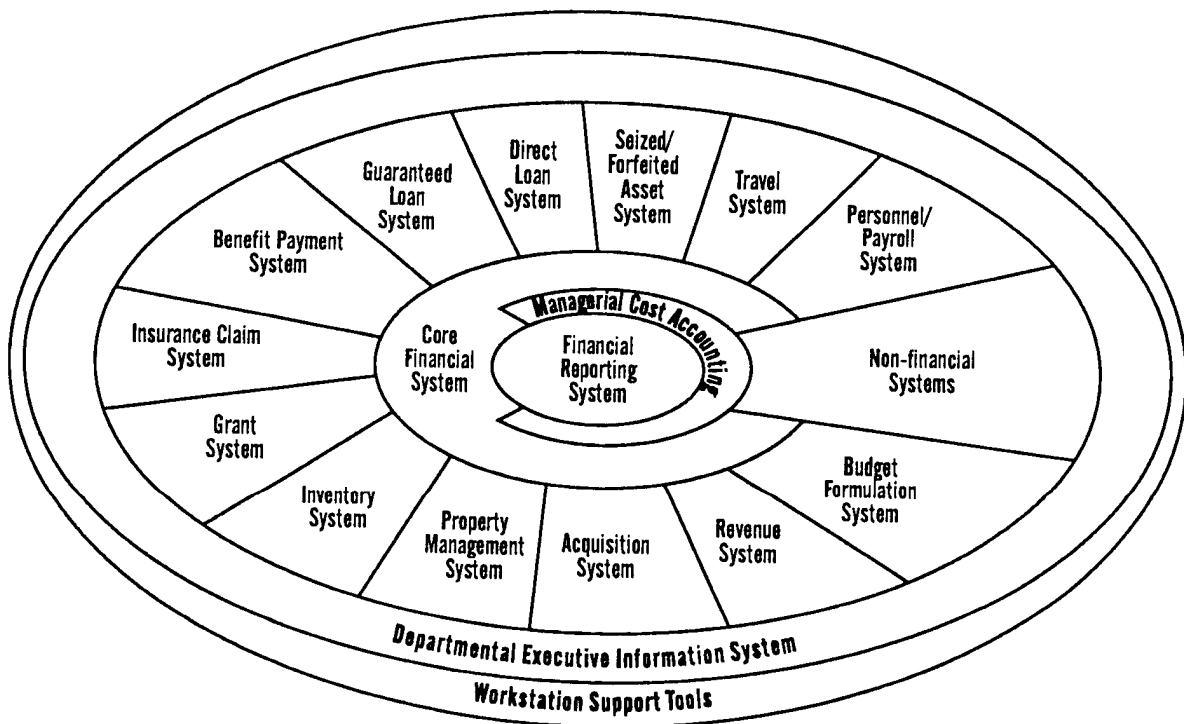 Seized/
Forfeited
Asset
System
Direct
Loan
System
Travel
System
Guaranteed
Loan
System
Personnel/
Payroll
System
Benefit Payment
System
Managerial Cost Accounting
Insurance Claim
System
Core
Financial
System
Financial
Reporting
System
Non-financial
Systems
Grant
System
Inventory
System
Property
Management
System
Acquisition
System
Revenue
System
Budget
Formulation
System
Departmental Executive Information System
Workstation Support Tools